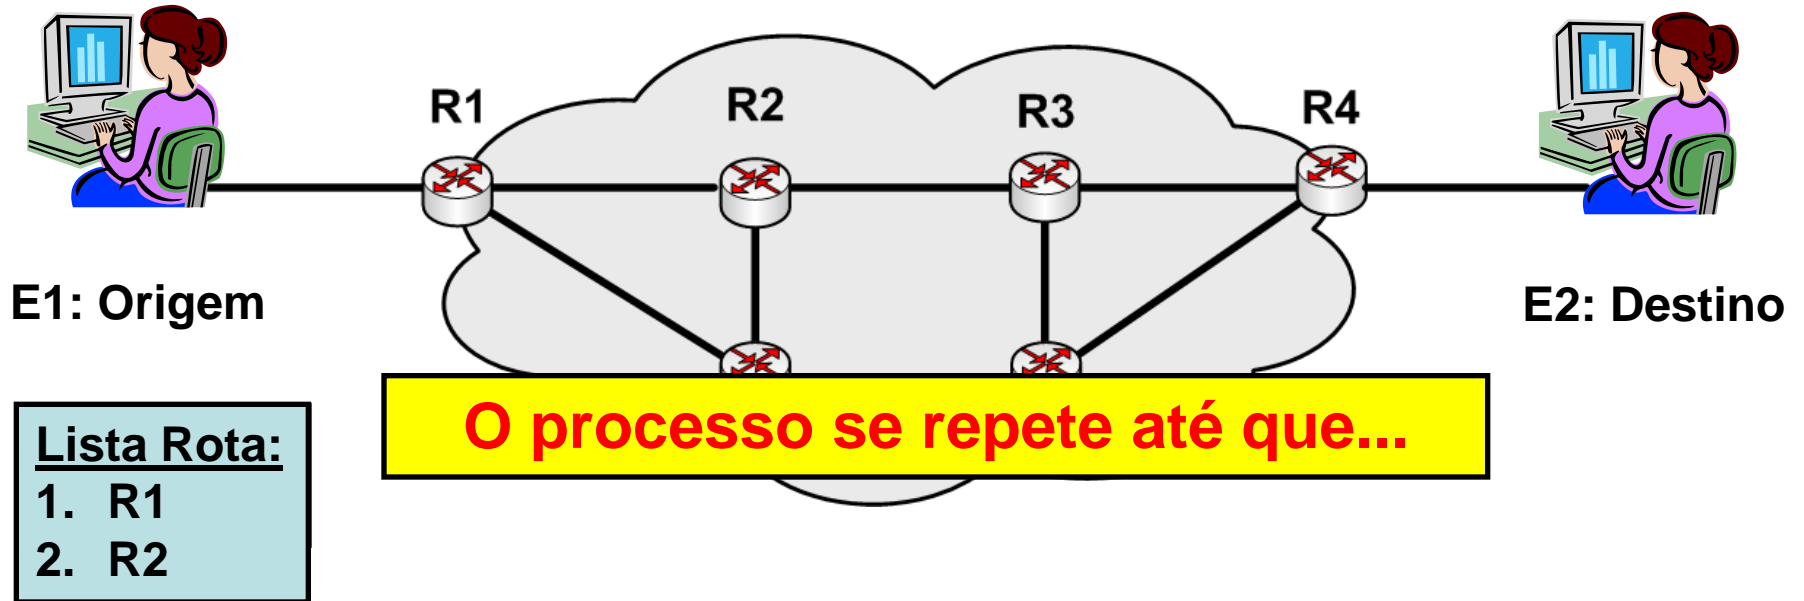 R1
R2
R3
R4
E1: Origem
E2: Destino
O processo se repete até que...
Lista Rota:
1. R1
2. R2